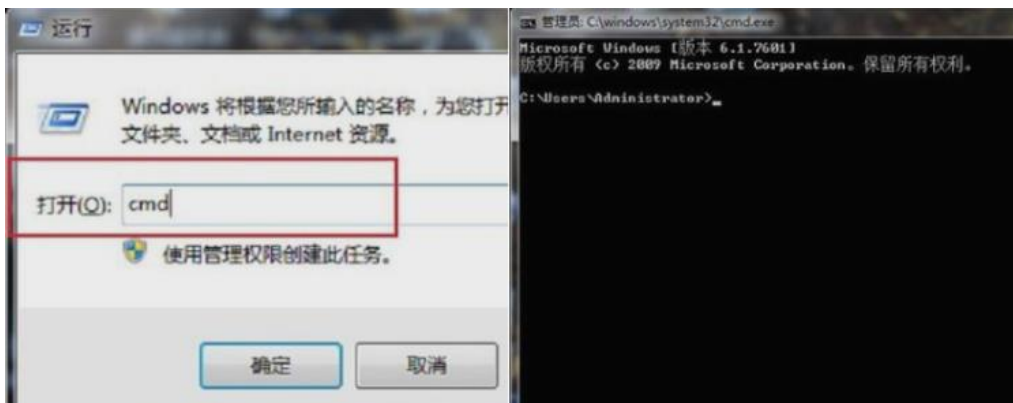 运行
Windows 将根据您所输入的名称，为您打开
文件夹、文档或 Internet 资源。
打开(O): cmd
使用管理权限创建此任务。
确定
取消
管理员: C:\windows\system32\cmd.exe
Microsoft Windows [版本 6.1.7601]
版权所有 (c) 2009 Microsoft Corporation。保留所有权利。
C:\Users\Administrator>